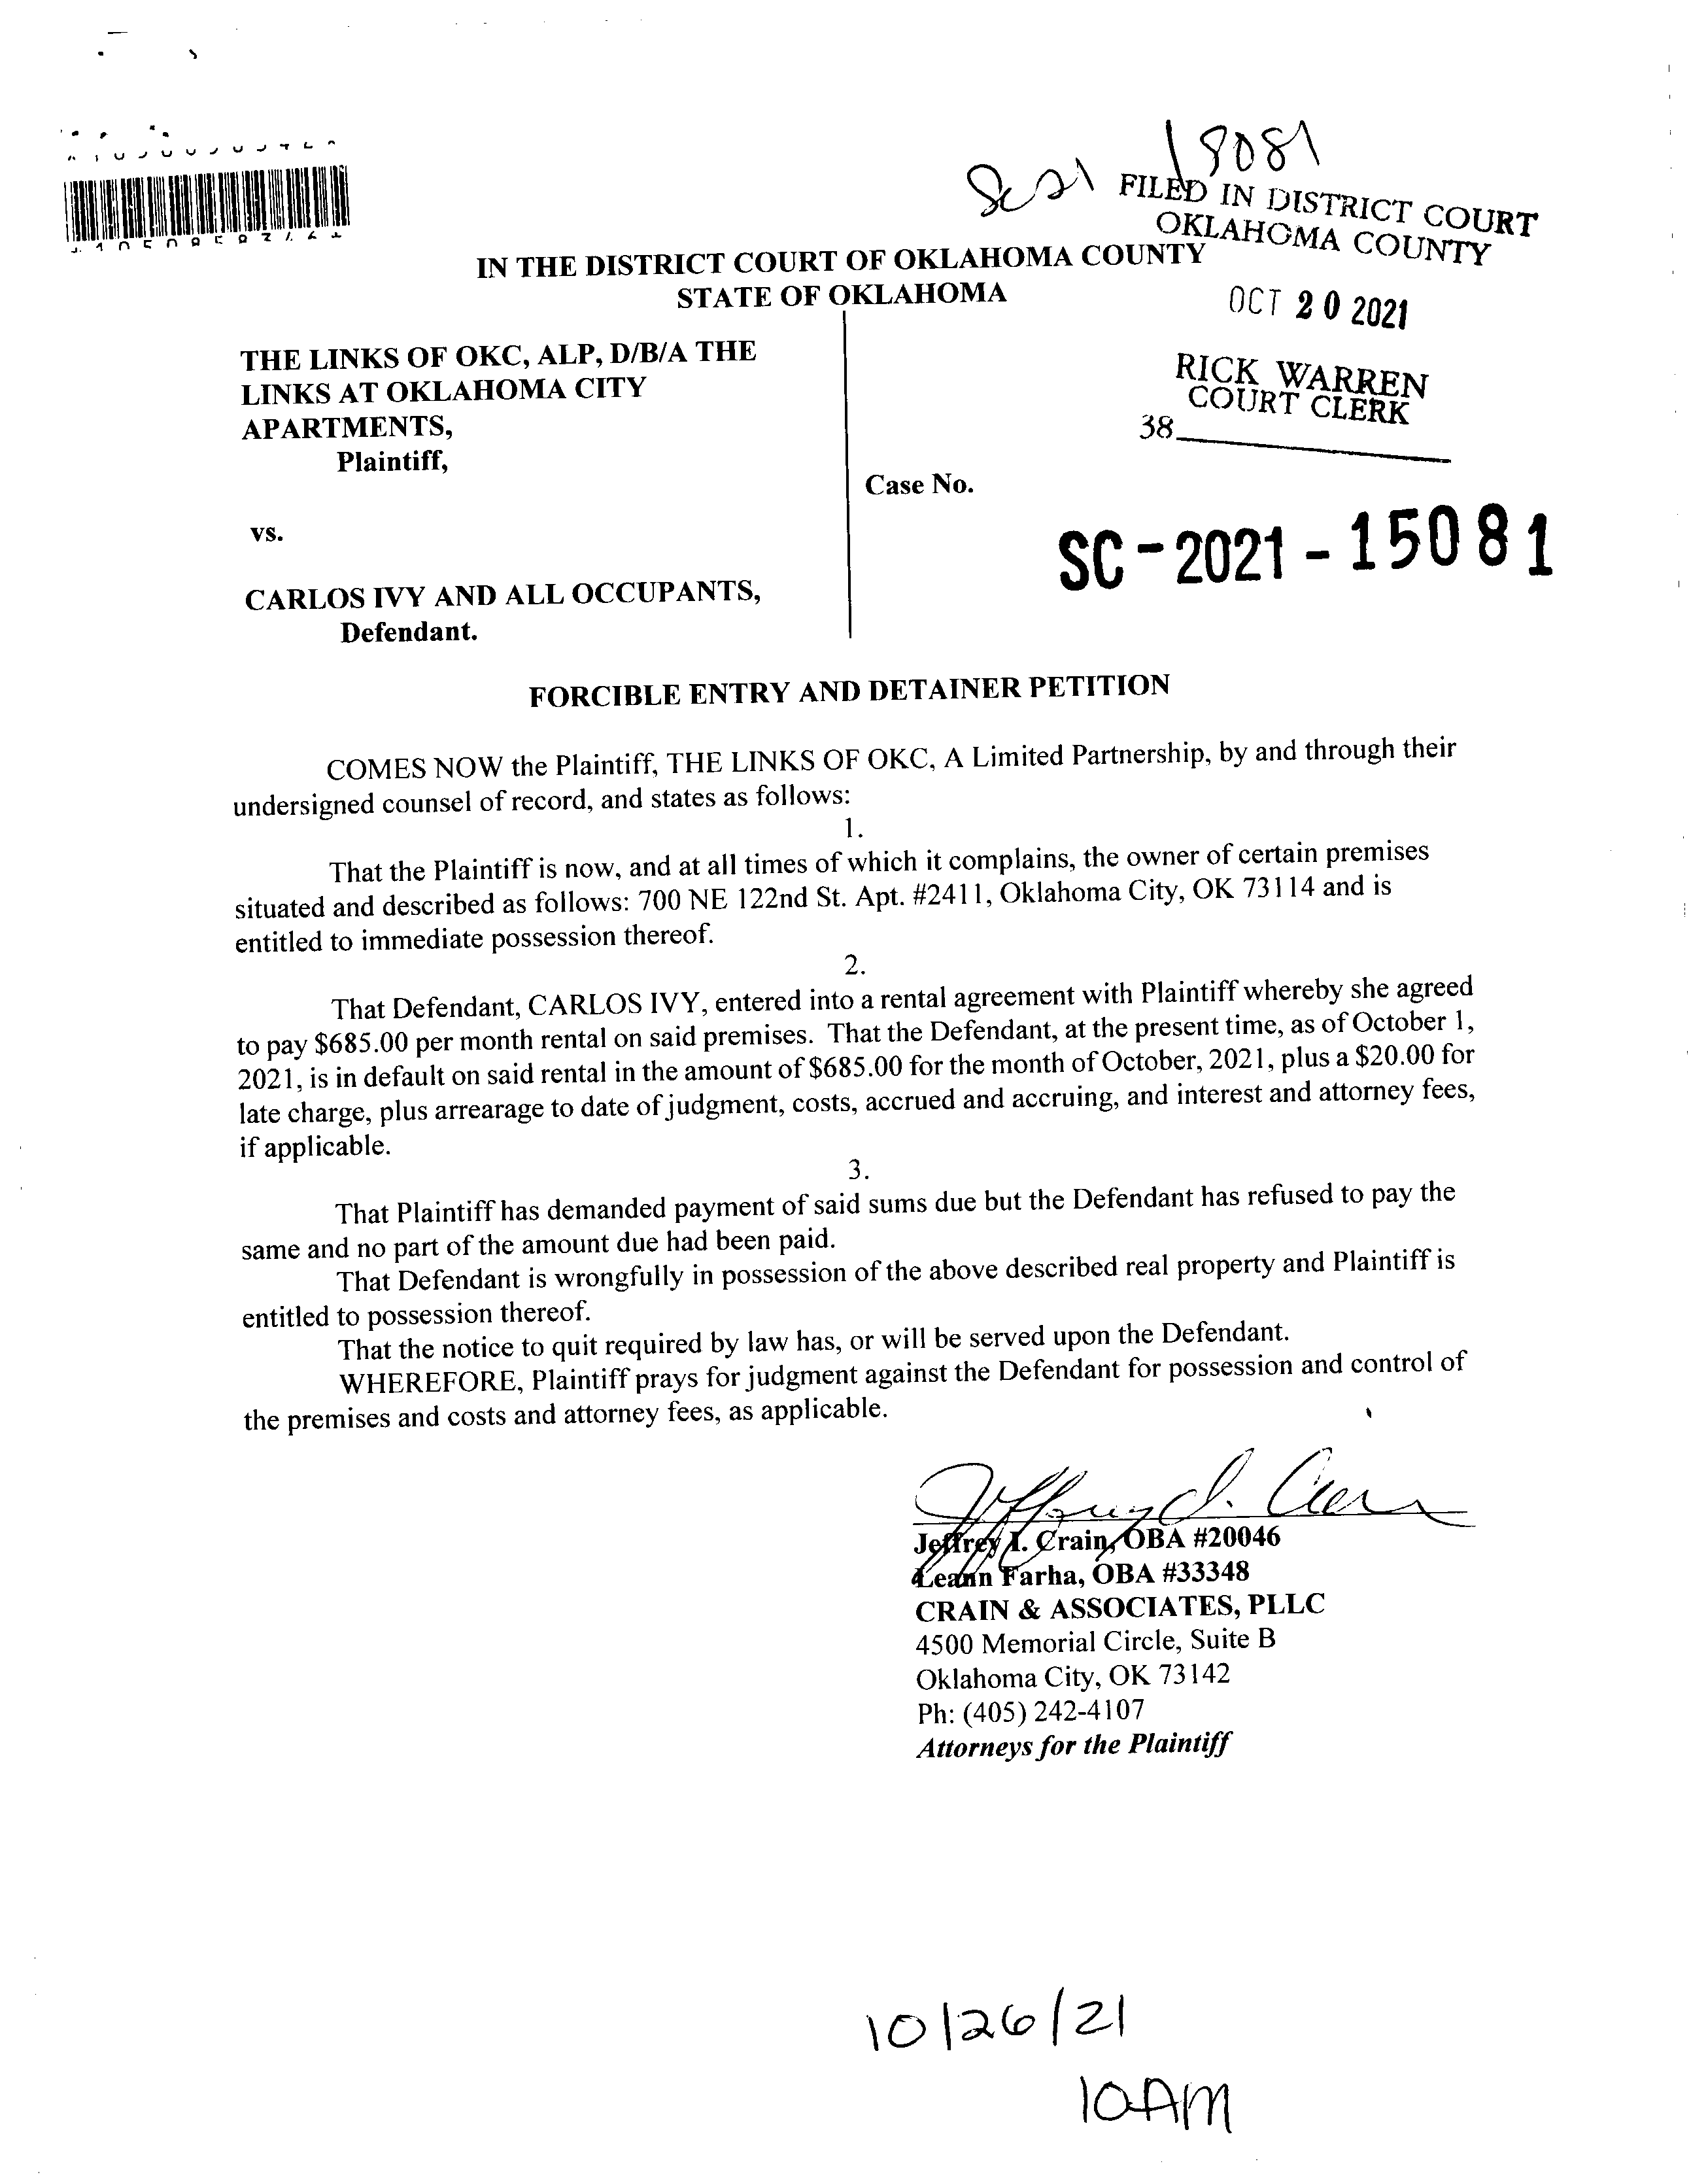 Sc 21 15081
FILED IN DISTRICT COURT
OKLAHOMA COUNTY
IN THE DISTRICT COURT OF OKLAHOMA COUNTY
STATE OF OKLAHOMA
OCT 20 2021
THE LINKS OF OKC, ALP, D/B/A THE
LINKS AT OKLAHOMA CITY
APARTMENTS,
Plaintiff,
RICK WARREN
COURT CLERK
38
Case No.
vs.
SC-2021-15081
CARLOS IVY AND ALL OCCUPANTS,
Defendant.
FORCIBLE ENTRY AND DETAINER PETITION
COMES NOW the Plaintiff, THE LINKS OF OKC, A Limited Partnership, by and through their
undersigned counsel of record, and states as follows:
1.
That the Plaintiff is now, and at all times of which it complains, the owner of certain premises
situated and described as follows: 700 NE 122nd St. Apt. #2411, Oklahoma City, OK 73114 and is
entitled to immediate possession thereof.
2.
That Defendant, CARLOS IVY, entered into a rental agreement with Plaintiff whereby she agreed
to pay $685.00 per month rental on said premises. That the Defendant, at the present time, as of October 1,
2021, is in default on said rental in the amount of $685.00 for the month of October, 2021, plus a $20.00 for
late charge, plus arrearage to date of judgment, costs, accrued and accruing, and interest and attorney fees,
if applicable.
3.
That Plaintiff has demanded payment of said sums due but the Defendant has refused to pay the
same and no part of the amount due had been paid.
That Defendant is wrongfully in possession of the above described real property and Plaintiff is
entitled to possession thereof.
That the notice to quit required by law has, or will be served upon the Defendant.
WHEREFORE, Plaintiff prays for judgment against the Defendant for possession and control of
the premises and costs and attorney fees, as applicable.
Jeffrey I. Crain
Jeffrey I. Crain, OBA #20046
Leann Farha, OBA #33348
CRAIN & ASSOCIATES, PLLC
4500 Memorial Circle, Suite B
Oklahoma City, OK 73142
Ph: (405) 242-4107
Attorneys for the Plaintiff
10/26/21
10AM